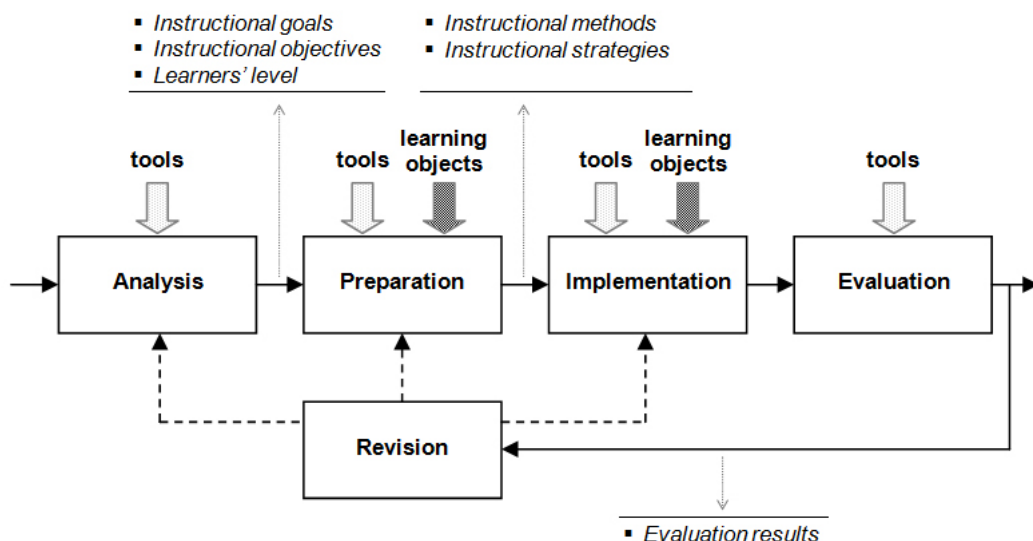 ▪ Instructional goals
▪ Instructional objectives
▪ Learners' level
▪ Instructional methods
▪ Instructional strategies
tools
tools
learning
objects
tools
learning
objects
tools
Analysis
Preparation
Implementation
Evaluation
Revision
▪ Evaluation results